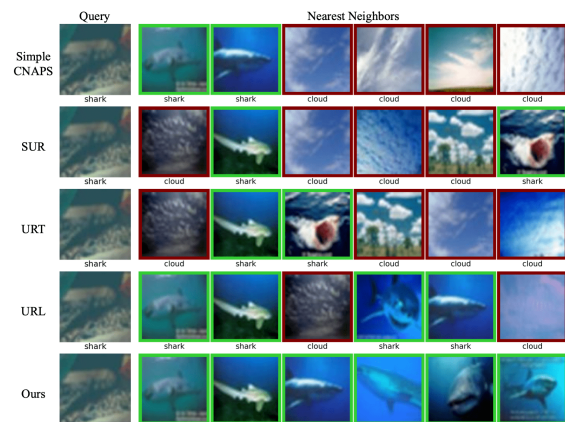 Query Nearest Neighbors
Simple
CNAPS
shark shark shark cloud cloud cloud cloud
SUR
shark cloud shark cloud cloud cloud shark
URT
shark cloud shark shark cloud cloud cloud
URL
shark shark shark cloud shark shark cloud
Ours